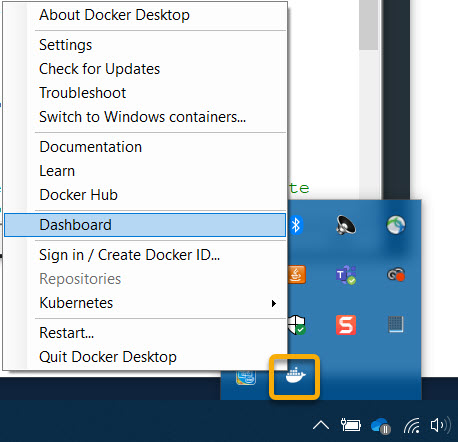 About Docker Desktop
Settings
Check for Updates
Troubleshoot
Switch to Windows containers...
Documentation
Learn
Docker Hub
te
Dashboard
Sign in / Create Docker ID...
Repositories
Kubernetes
Restart...
Quit Docker Desktop